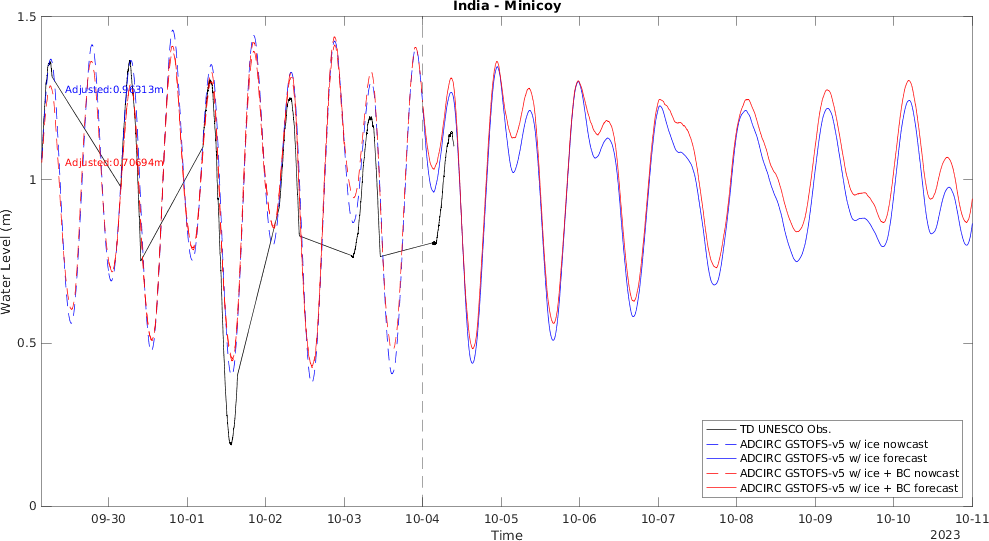 India - Minicoy
Water Level (m)
1.5
1
0.5
0
Adjusted:0.96313m
Adjusted:0.70694m
TD UNESCO Obs.
ADCIRC GSTOFS-v5 w/ ice nowcast
ADCIRC GSTOFS-v5 w/ ice forecast
ADCIRC GSTOFS-v5 w/ ice + BC nowcast
ADCIRC GSTOFS-v5 w/ ice + BC forecast
09-30 10-01 10-02 10-03 10-04 10-05 10-06 10-07 10-08 10-09 10-10 10-11
Time
2023